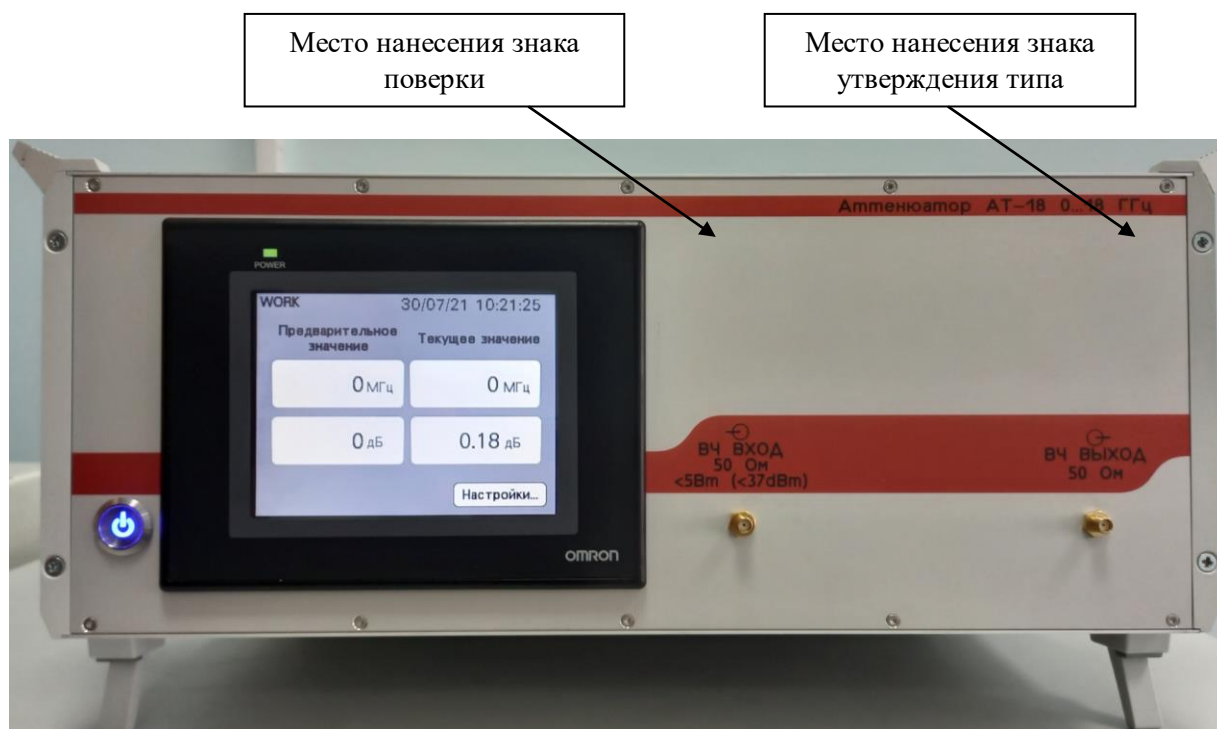 Место нанесения знака
поверки
Место нанесения знака
утверждения типа
Аттенюатор АТ-18 0...18 ГГц
POWER
WORK 30/07/21 10:21:25
Предварительное
значение
Текущее значение
0 МГц 0 МГц
0 дБ 0.18 дБ
Настройки...
OMRON
ВЧ ВХОД
50 Ом
<5Вт (<37dBm)
ВЧ ВЫХОД
50 Ом